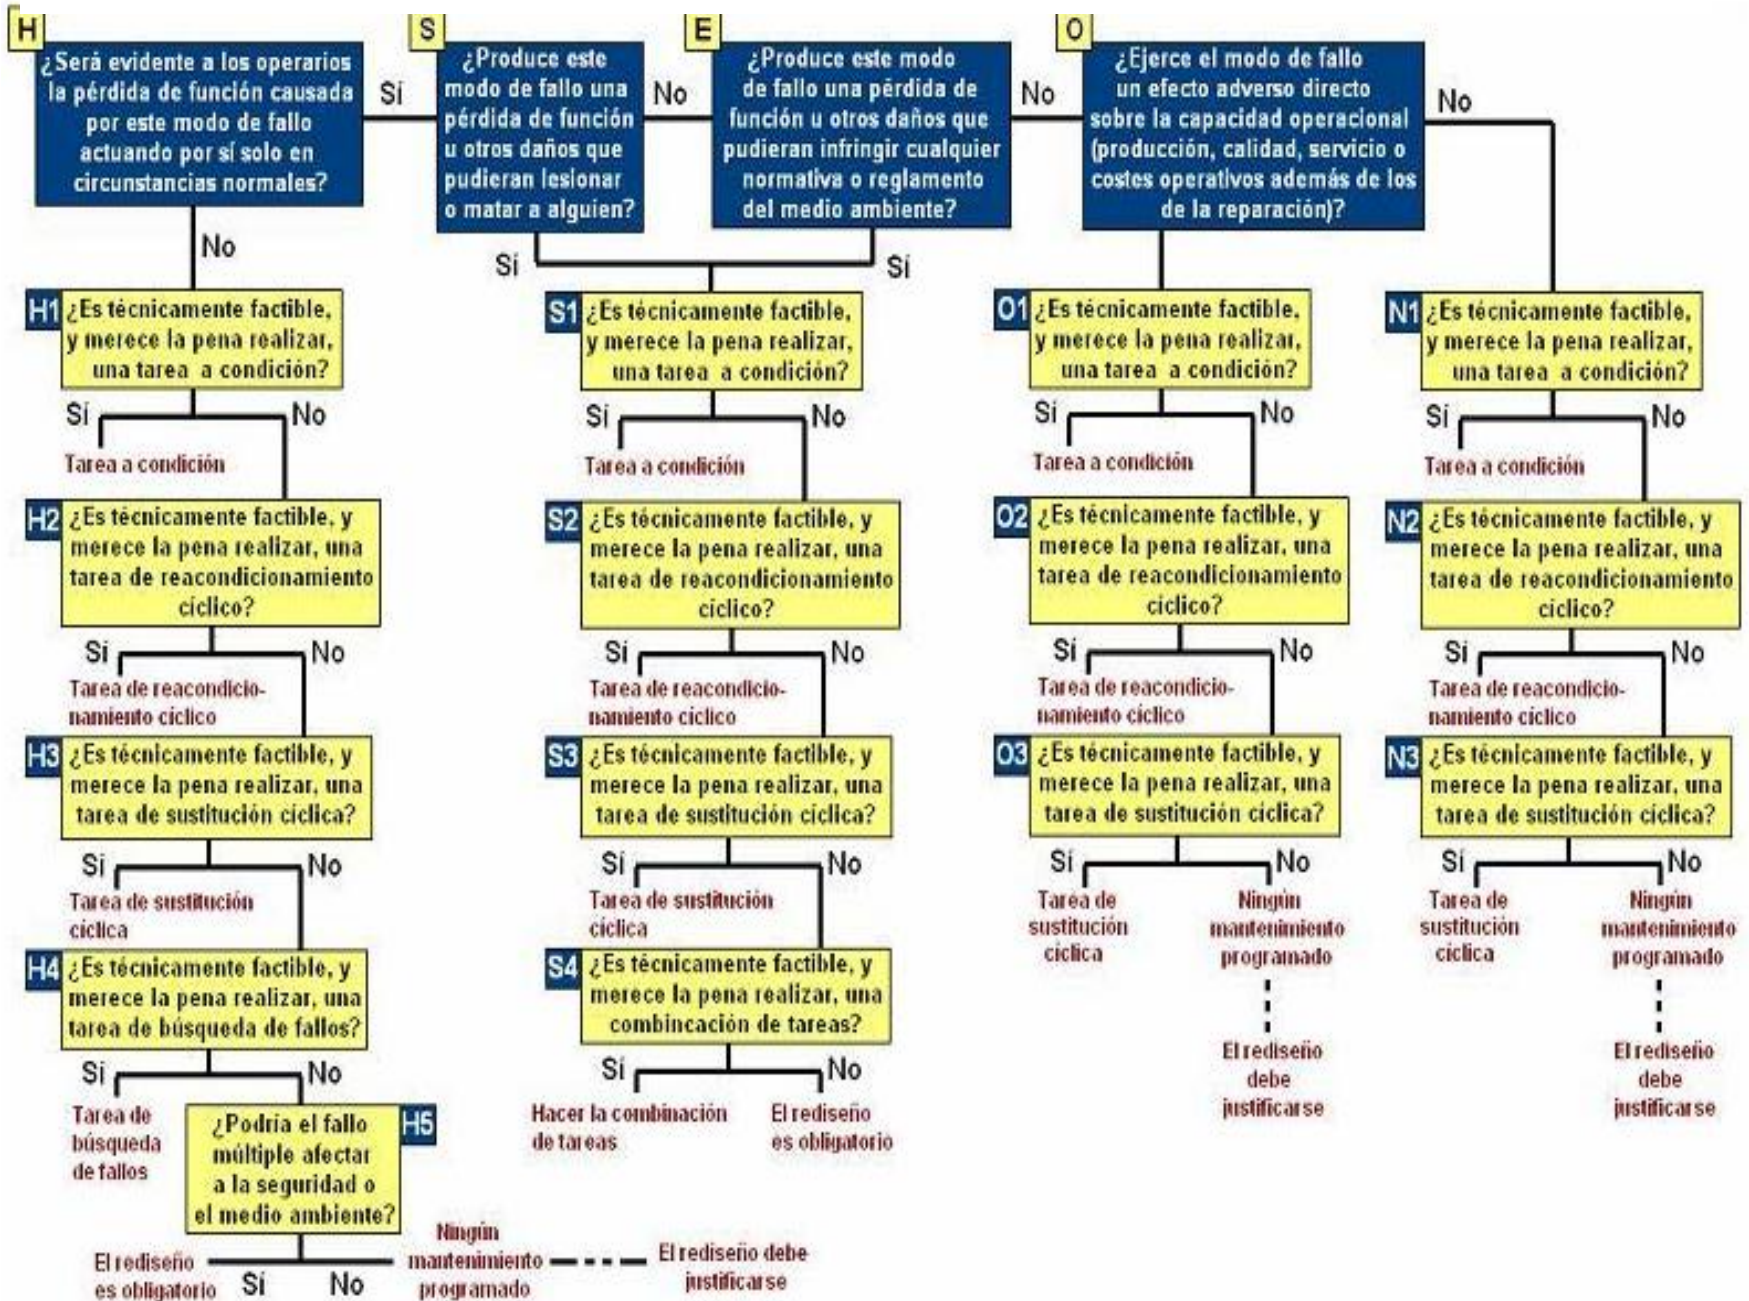 H
¿Será evidente a los operarios
la pérdida de función causada
por este modo de fallo
actuando por sí solo en
circunstancias normales?
Sí
S
¿Produce este
modo de fallo una
pérdida de función
u otros daños que
pudieran lesionar
o matar a alguien?
No
E
¿Produce este modo
de fallo una pérdida de
función u otros daños que
pudieran infringir cualquier
normativa o reglamento
del medio ambiente?
No
O
¿Ejerce el modo de fallo
un efecto adverso directo
sobre la capacidad operacional
(producción, calidad, servicio o
costes operativos además de los
de la reparación)?
No
No
Sí
Sí
H1
¿Es técnicamente factible,
y merece la pena realizar,
una tarea a condición?
Sí
No
Tarea a condición
H2
¿Es técnicamente factible, y
merece la pena realizar, una
tarea de reacondicionamiento
cíclico?
Sí
No
Tarea de reacondicio-
namiento cíclico
H3
¿Es técnicamente factible, y
merece la pena realizar, una
tarea de sustitución cíclica?
Sí
No
Tarea de sustitución
cíclica
H4
¿Es técnicamente factible, y
merece la pena realizar, una
tarea de búsqueda de fallos?
Sí
No
Tarea de
búsqueda
de fallos
H5
¿Podría el fallo
múltiple afectar
a la seguridad o
el medio ambiente?
El rediseño
es obligatorio
Sí
No
Ningún
mantenimiento
programado
El rediseño debe
justificarse
S1
¿Es técnicamente factible,
y merece la pena realizar,
una tarea a condición?
Sí
No
Tarea a condición
S2
¿Es técnicamente factible, y
merece la pena realizar, una
tarea de reacondicionamiento
cíclico?
Sí
No
Tarea de reacondicio-
namiento cíclico
S3
¿Es técnicamente factible, y
merece la pena realizar, una
tarea de sustitución cíclica?
Sí
No
Tarea de sustitución
cíclica
S4
¿Es técnicamente factible, y
merece la pena realizar, una
combincación de tareas?
Sí
No
Hacer la combinación
de tareas
El rediseño
es obligatorio
O1
¿Es técnicamente factible,
y merece la pena realizar,
una tarea a condición?
Sí
No
Tarea a condición
O2
¿Es técnicamente factible, y
merece la pena realizar, una
tarea de reacondicionamiento
cíclico?
Sí
No
Tarea de reacondicio-
namiento cíclico
O3
¿Es técnicamente factible, y
merece la pena realizar, una
tarea de sustitución cíclica?
Sí
No
Tarea de
sustitución
cíclica
Ningún
mantenimiento
programado
El rediseño
debe
justificarse
N1
¿Es técnicamente factible,
y merece la pena realizar,
una tarea a condición?
Sí
No
Tarea a condición
N2
¿Es técnicamente factible, y
merece la pena realizar, una
tarea de reacondicionamiento
cíclico?
Sí
No
Tarea de reacondicio-
namiento cíclico
N3
¿Es técnicamente factible, y
merece la pena realizar, una
tarea de sustitución cíclica?
Sí
No
Tarea de
sustitución
cíclica
Ningún
mantenimiento
programado
El rediseño
debe
justificarse